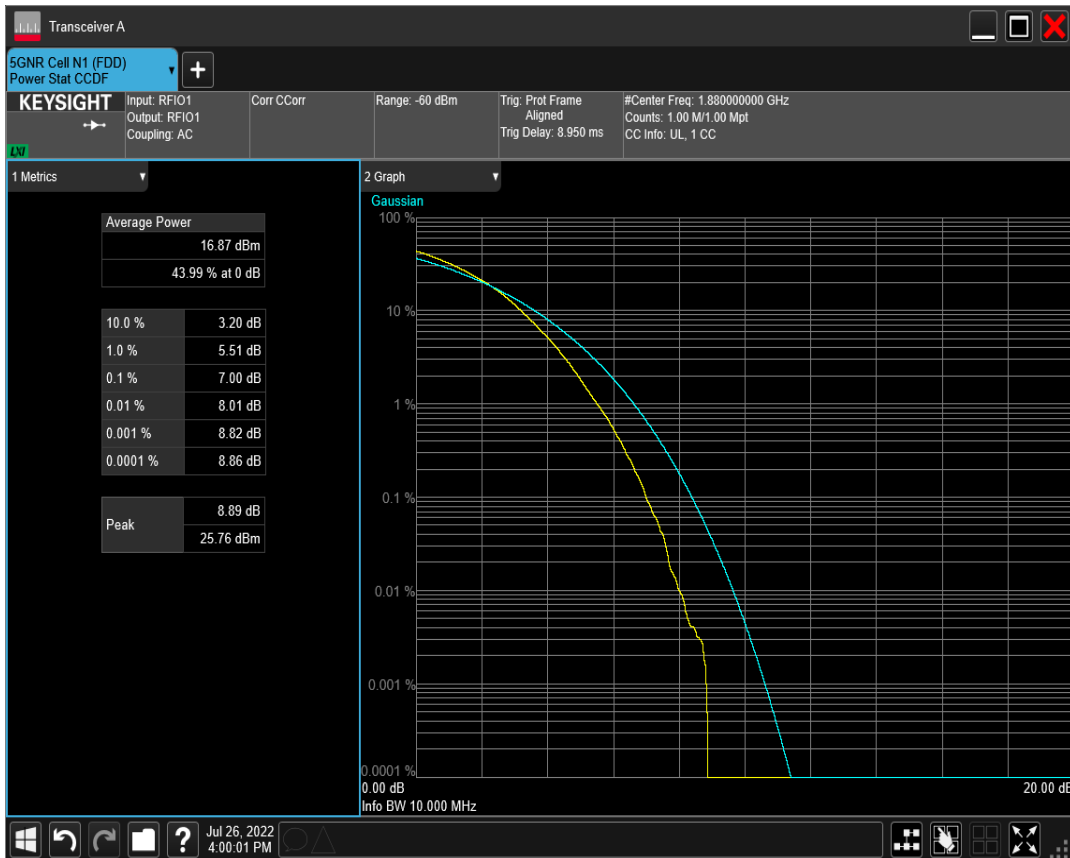 Transceiver A
5GNR Cell N1 (FDD)
Power Stat CCDF
+
KEYSIGHT
LXI
Input: RFIO1
Output: RFIO1
Coupling: AC
Corr CCorr
Range: -60 dBm
Trig: Prot Frame
Aligned
Trig Delay: 8.950 ms
#Center Freq: 1.880000000 GHz
Counts: 1.00 M/1.00 Mpt
CC Info: UL, 1 CC
1 Metrics
Average Power
16.87 dBm
43.99 % at 0 dB
10.0 % 3.20 dB
1.0 % 5.51 dB
0.1 % 7.00 dB
0.01 % 8.01 dB
0.001 % 8.82 dB
0.0001 % 8.86 dB
Peak
8.89 dB
25.76 dBm
2 Graph
Gaussian
100 %
10 %
1 %
0.1 %
0.01 %
0.001 %
0.0001 %
0.00 dB
20.00 dB
Info BW 10.000 MHz
?
Jul 26, 2022
4:00:01 PM